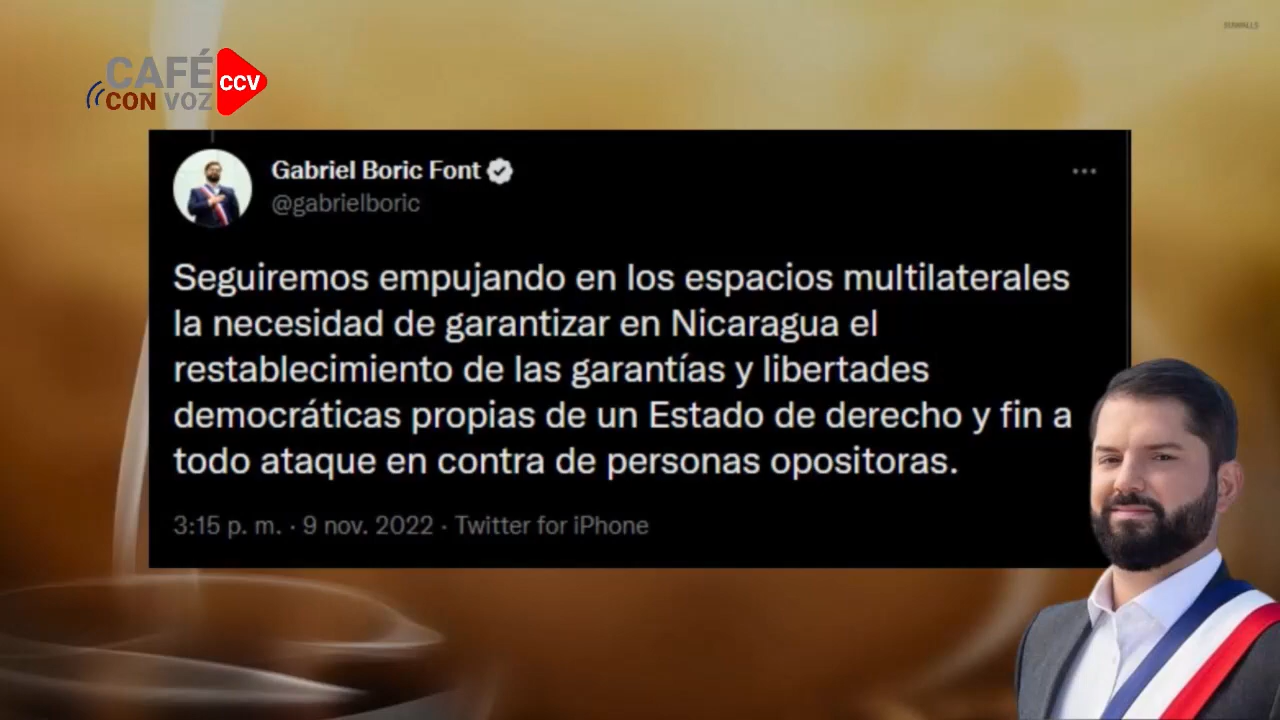 CAFÉ
CON VOZ
CCV
Gabriel Boric Font
@gabrielboric
Seguiremos empujando en los espacios multilaterales
la necesidad de garantizar en Nicaragua el
restablecimiento de las garantías y libertades
democráticas propias de un Estado de derecho y fin a
todo ataque en contra de personas opositoras.
3:15 p. m. · 9 nov. 2022 · Twitter for iPhone